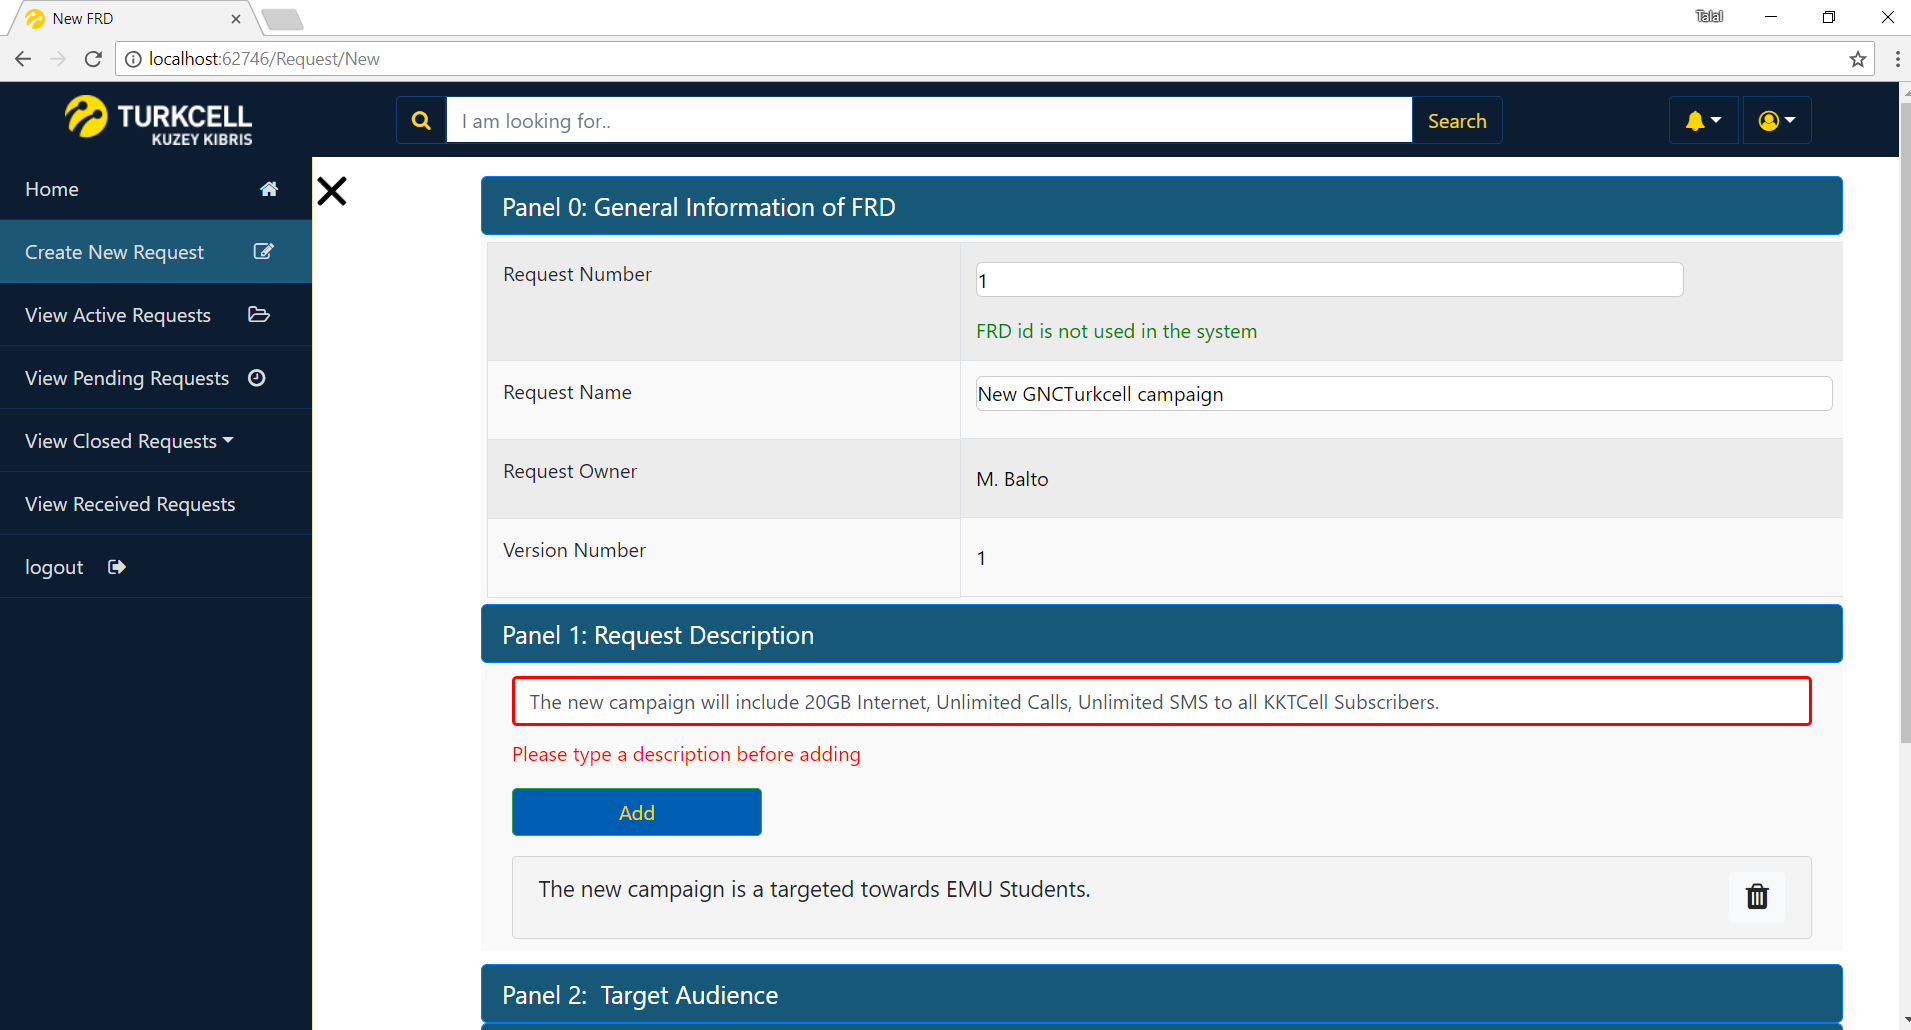 New FRD
Talal
localhost:62746/Request/New
TURKCELL
KUZEY KIBRIS
I am looking for..
Search
Home
Create New Request
View Active Requests
View Pending Requests
View Closed Requests
View Received Requests
logout
Panel 0: General Information of FRD
Request Number
1
FRD id is not used in the system
Request Name
New GNCTurkcell campaign
Request Owner
M. Balto
Version Number
1
Panel 1: Request Description
The new campaign will include 20GB Internet, Unlimited Calls, Unlimited SMS to all KKTCell Subscribers.
Please type a description before adding
Add
The new campaign is a targeted towards EMU Students.
Panel 2: Target Audience